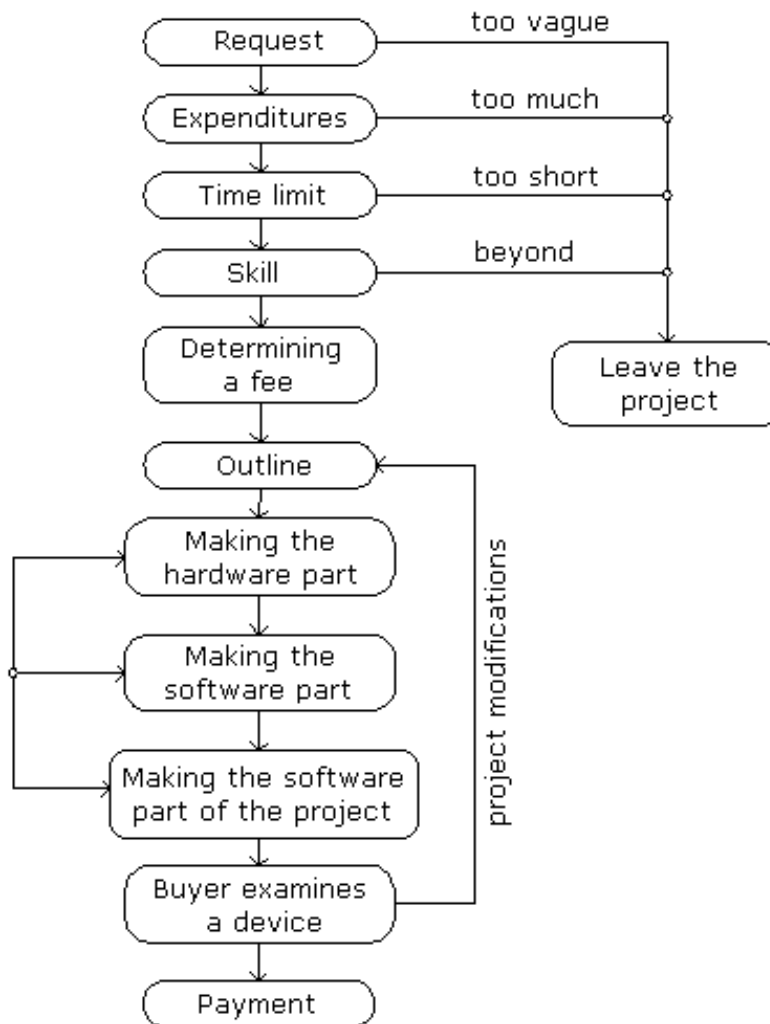 Request
too vague
Expenditures
too much
Time limit
too short
Skill
beyond
Determining
a fee
Leave the
project
Outline
Making the
hardware part
Making the
software part
project modifications
Making the software
part of the project
Buyer examines
a device
Payment